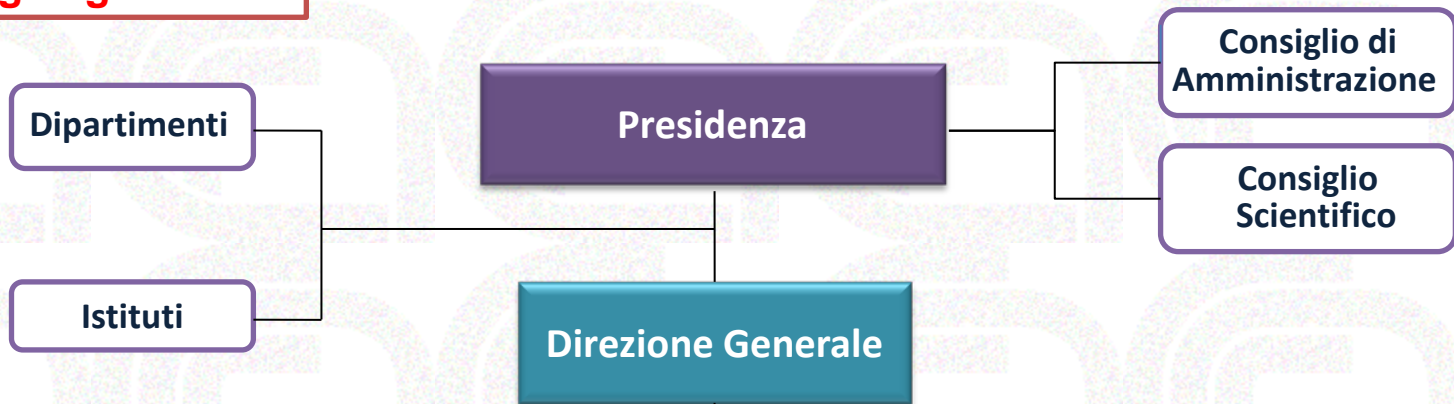 Consiglio di
Amministrazione
Dipartimenti
Presidenza
Consiglio
Scientifico
Istituti
Direzione Generale